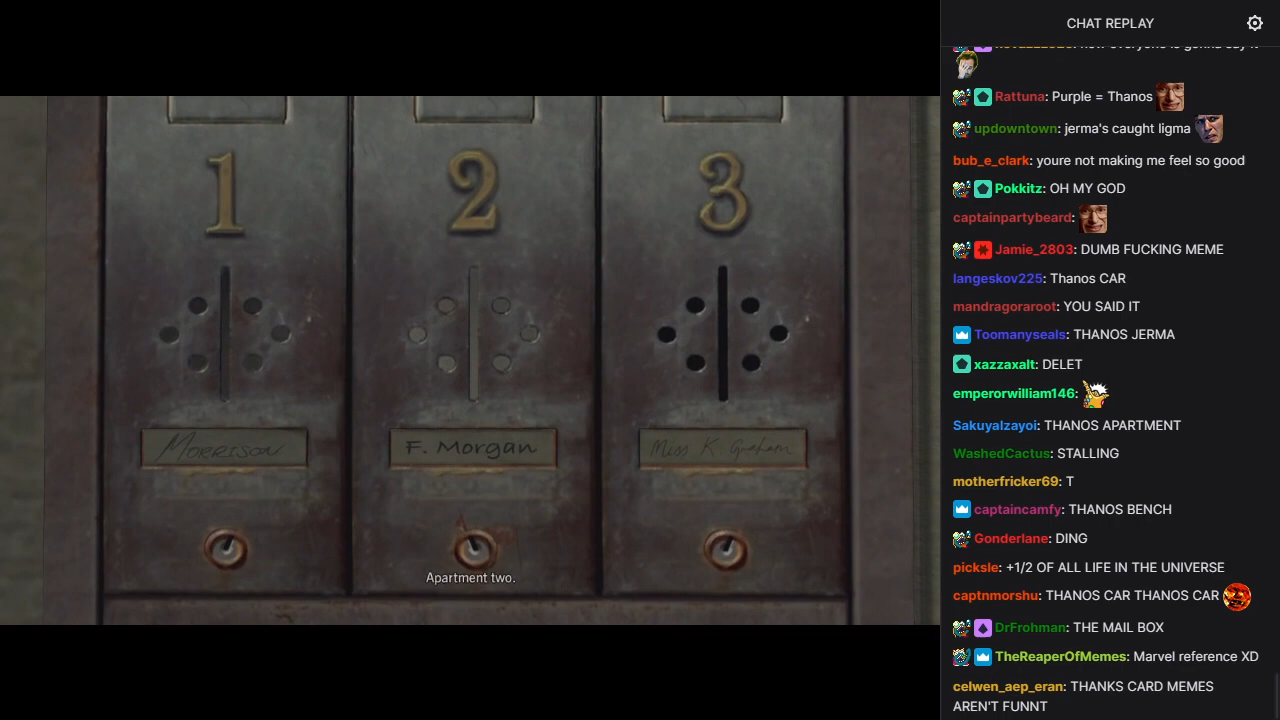 1
2
3
MORRISON
F. Morgan
Miss K. Graham
Apartment two.
CHAT REPLAY
Rattuna: Purple = Thanos
updowntown: jerma's caught ligma
bub_e_clark: youre not making me feel so good
Pokkitz: OH MY GOD
captainpartybeard:
Jamie_2803: DUMB FUCKING MEME
langeskov225: Thanos CAR
mandragoraroot: YOU SAID IT
Toomanyseals: THANOS JERMA
xazzaxalt: DELET
emperorwilliam146:
SakuyaIzayoi: THANOS APARTMENT
WashedCactus: STALLING
motherfricker69: T
captaincamfy: THANOS BENCH
Gonderlane: DING
picksle: +1/2 OF ALL LIFE IN THE UNIVERSE
captnmorshu: THANOS CAR THANOS CAR
DrFrohman: THE MAIL BOX
TheReaperOfMemes: Marvel reference XD
celwen_aep_eran: THANKS CARD MEMES
AREN'T FUNNT